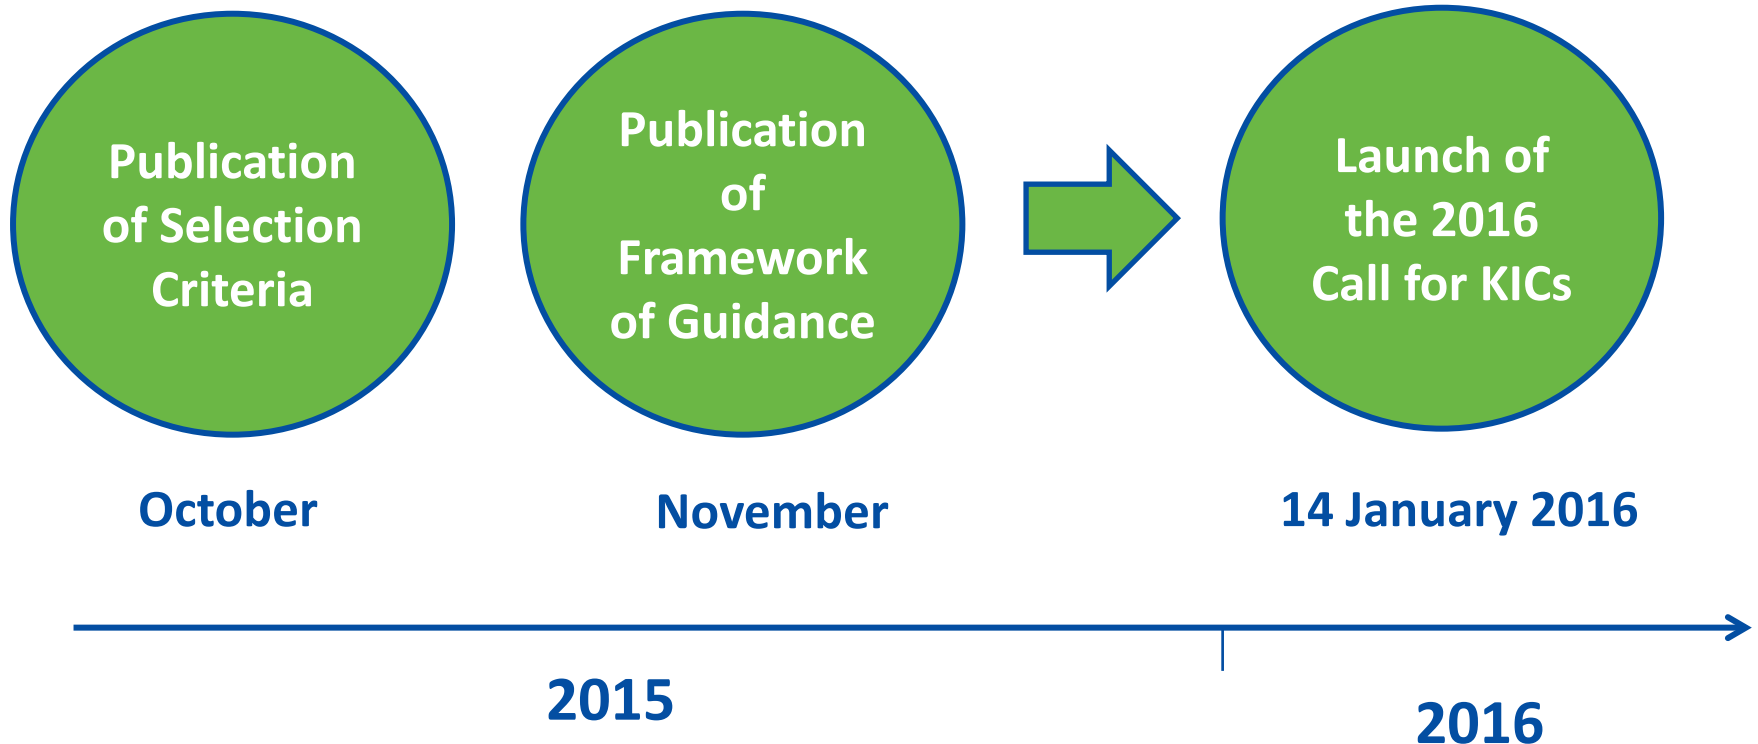 Publication
of Selection
Criteria
Publication
of
Framework
of Guidance
Launch of
the 2016
Call for KICs
October
November
14 January 2016
2015
2016